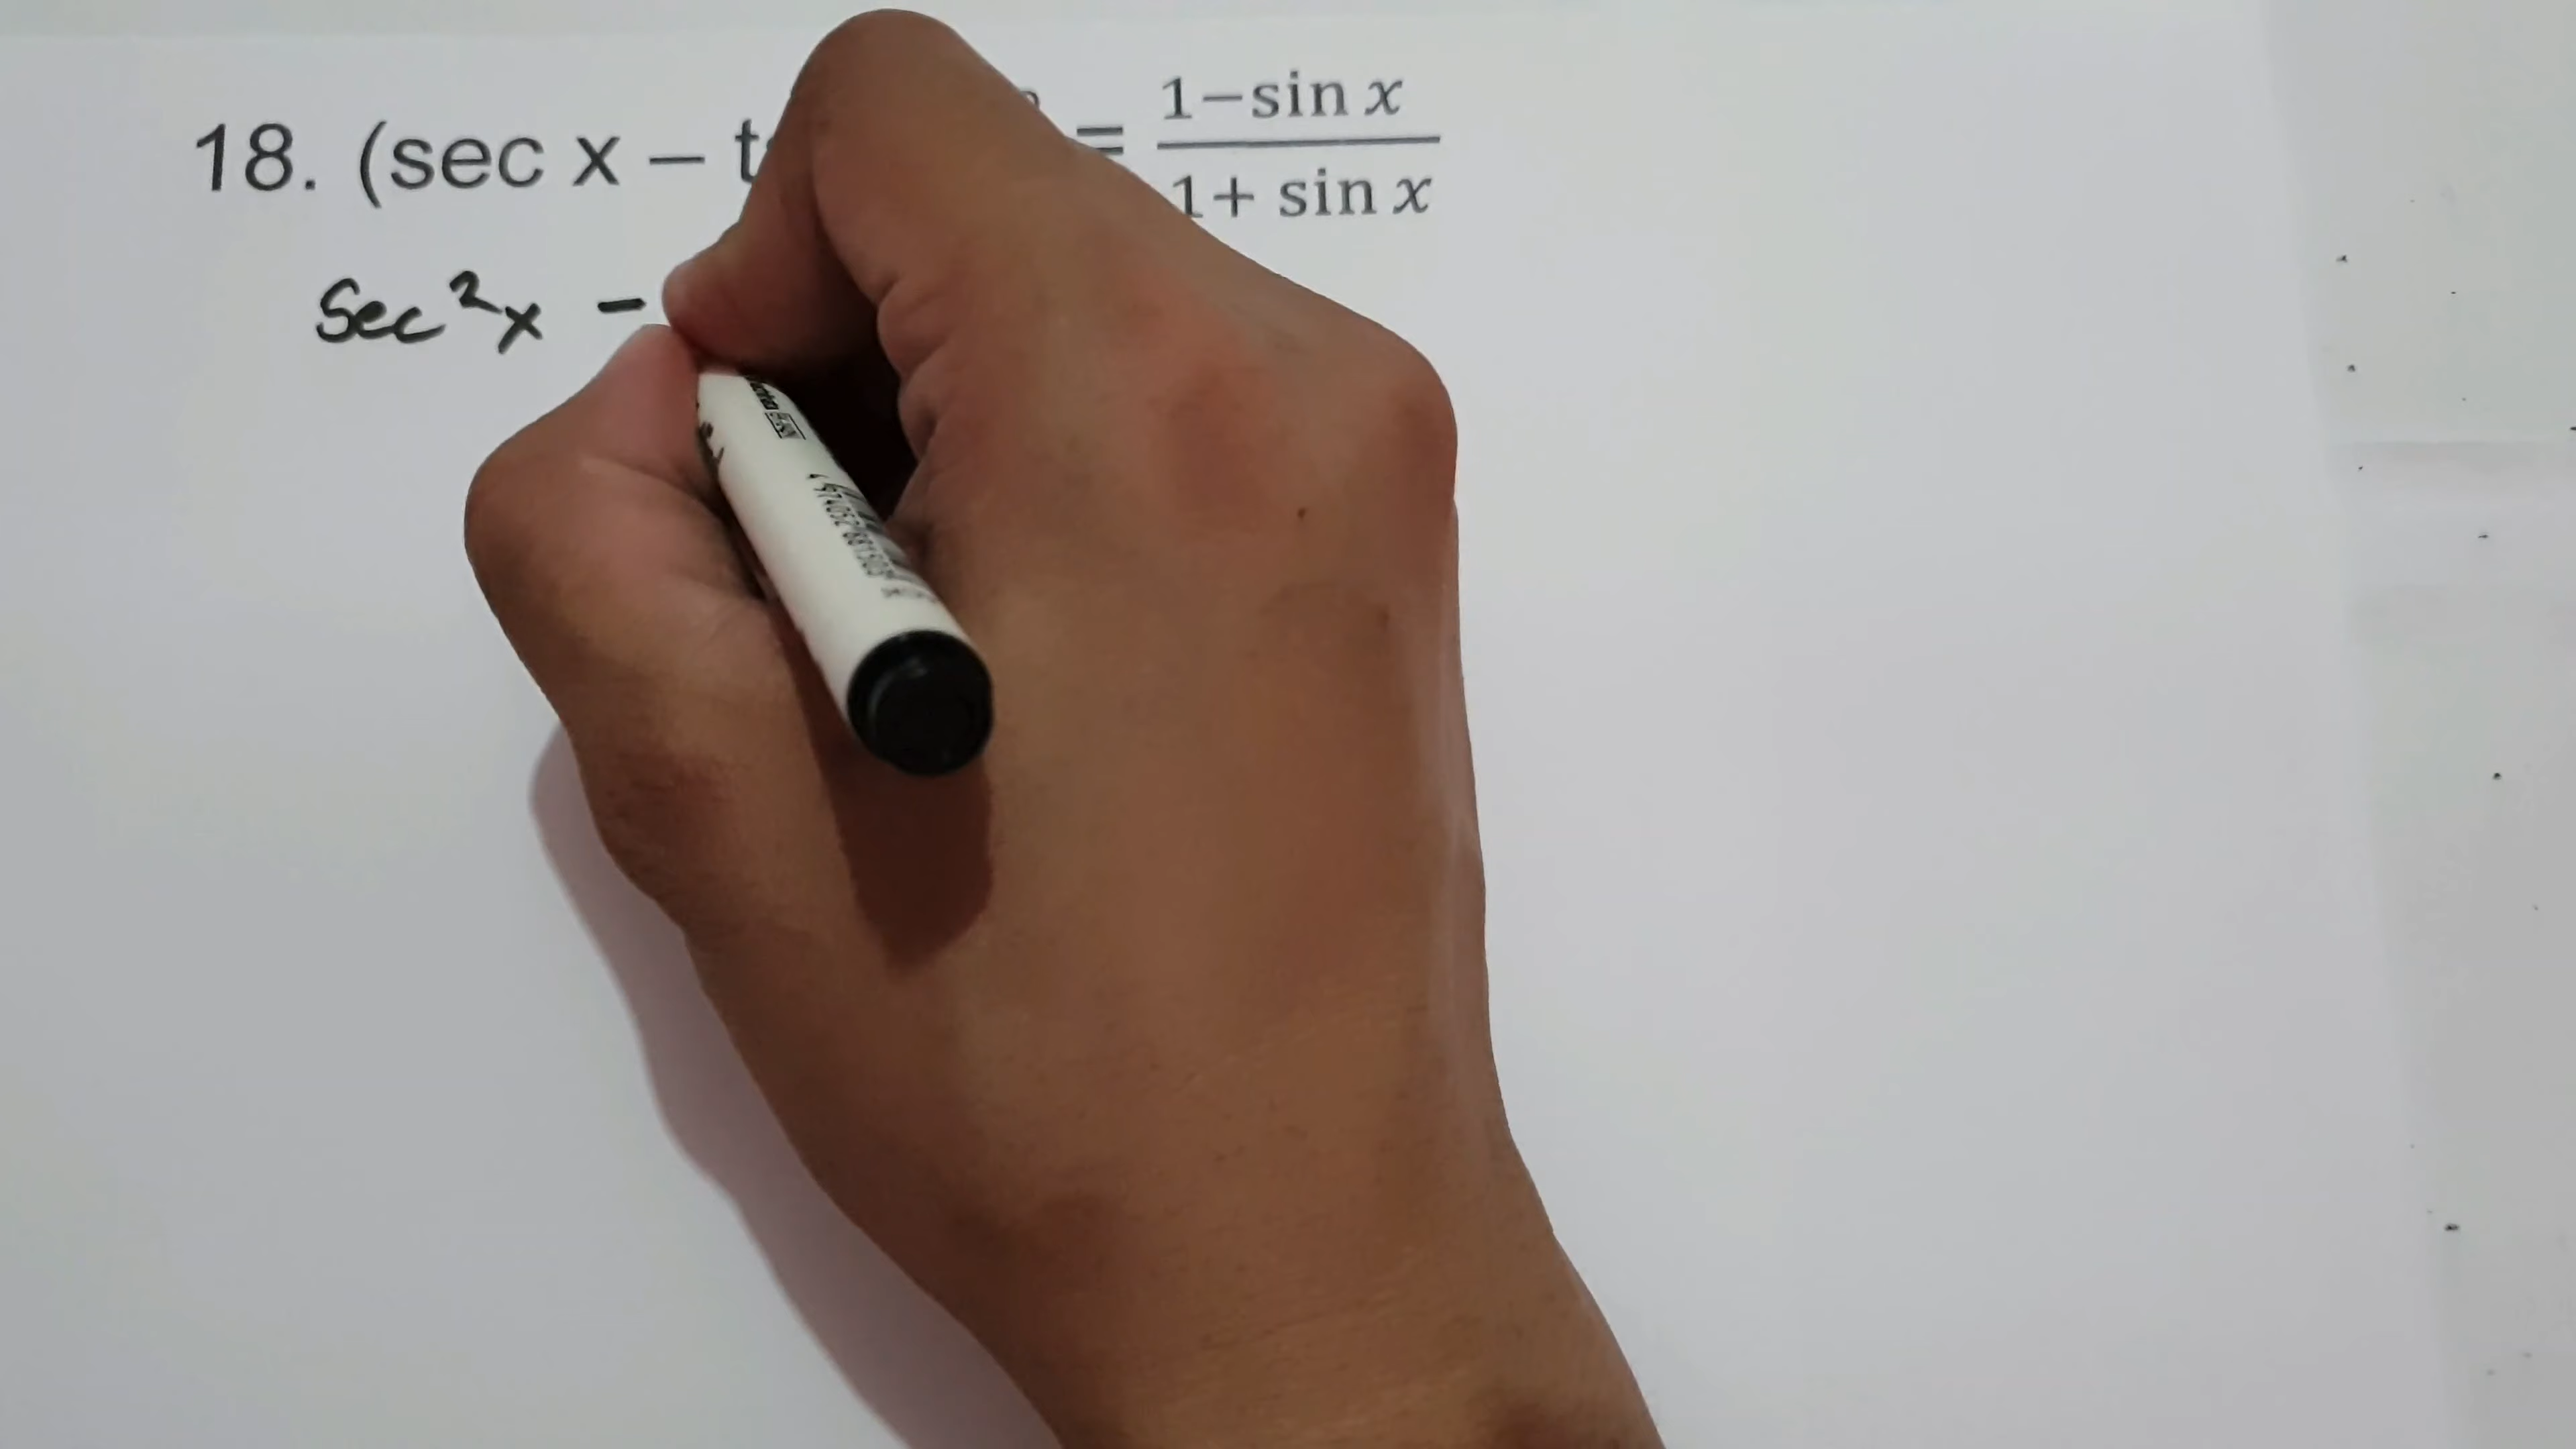 18. (sec x – t = 1−sin x / 1+ sin x
Sec²x -